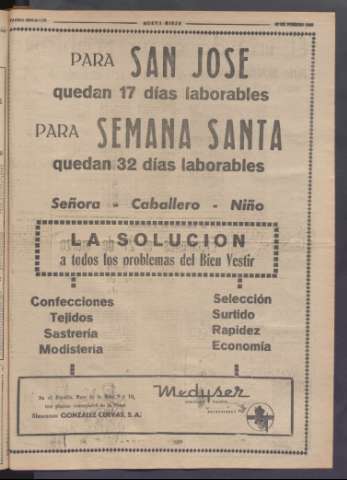 NUEVA RIOJA
PARA SAN JOSE
quedan 17 días laborables
PARA SEMANA SANTA
quedan 32 días laborables
Señora - Caballero - Niño
LA SOLUCION
a todos los problemas del Bien Vestir
Confecciones
Tejidos
Sastrería
Modistería
Selección
Surtido
Rapidez
Economía
Almacenes GONZALEZ CUEVAS, S.A.
Medyser